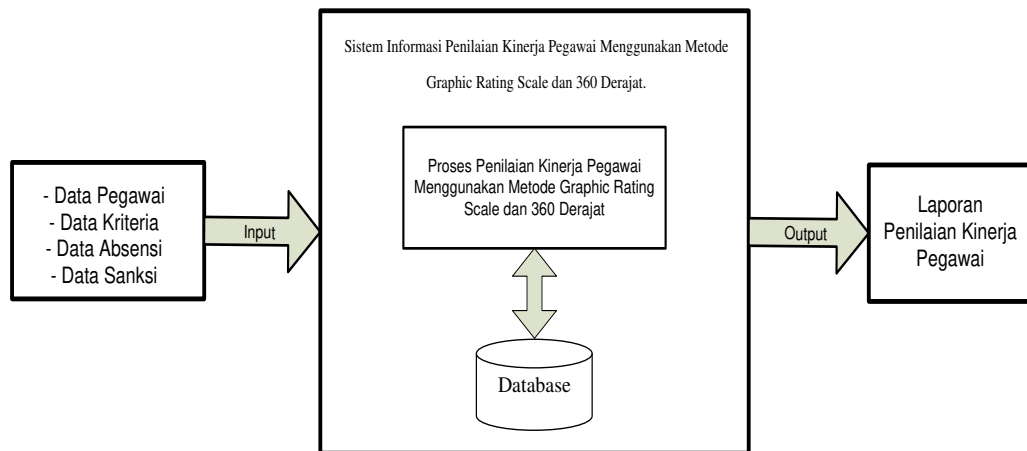 - Data Pegawai
- Data Kriteria
- Data Absensi
- Data Sanksi
Input
Sistem Informasi Penilaian Kinerja Pegawai Menggunakan Metode
Graphic Rating Scale dan 360 Derajat.
Proses Penilaian Kinerja Pegawai
Menggunakan Metode Graphic Rating
Scale dan 360 Derajat
Database
Output
Laporan
Penilaian Kinerja
Pegawai